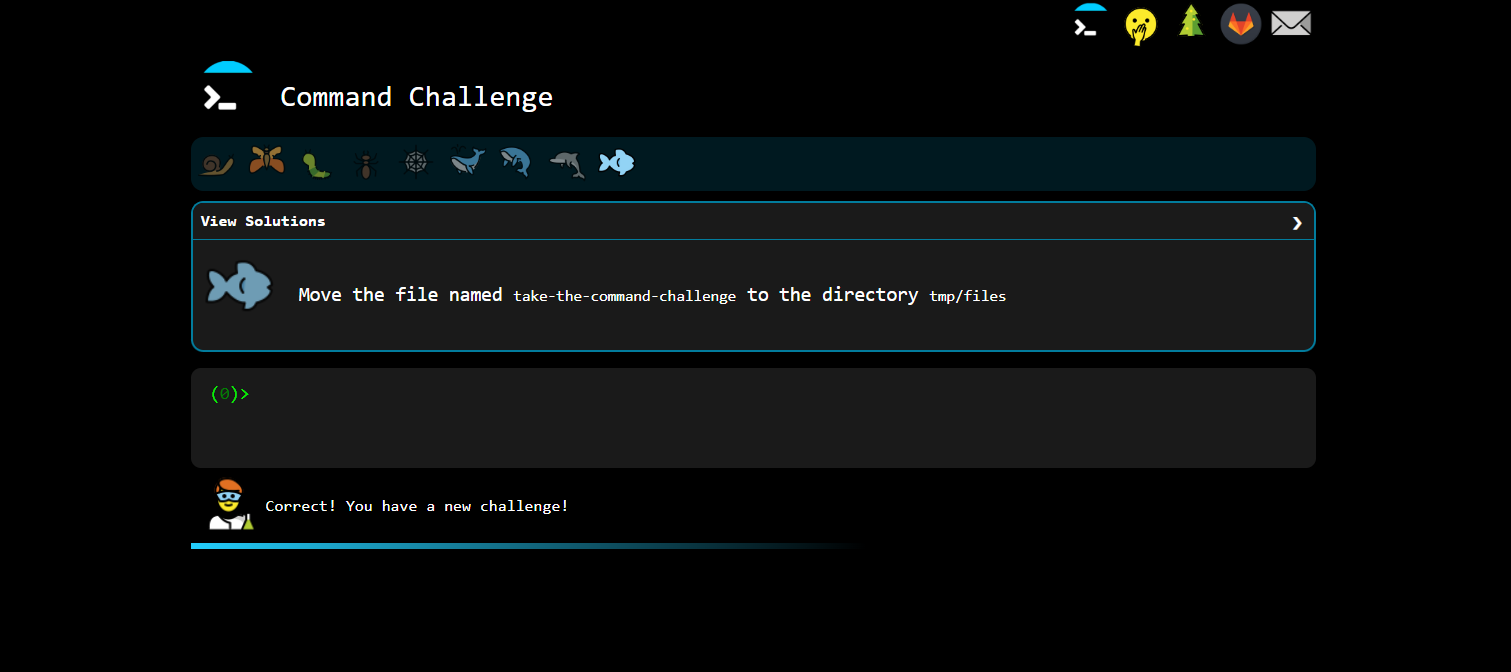 Command Challenge
View Solutions
Move the file named take-the-command-challenge to the directory tmp/files
(0)>
Correct! You have a new challenge!